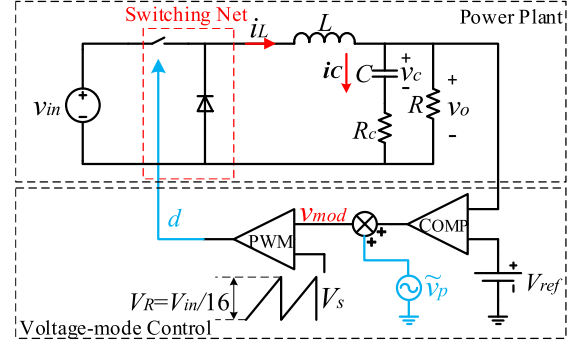 Switching Net
Power Plant
iL
L
vin
iC
C
+
vc
-
Rc
R
+
vo
-
d
vmod
PWM
COMP
+
+
ṽp
+
-
Vref
VR=Vin/16
Vs
Voltage-mode Control